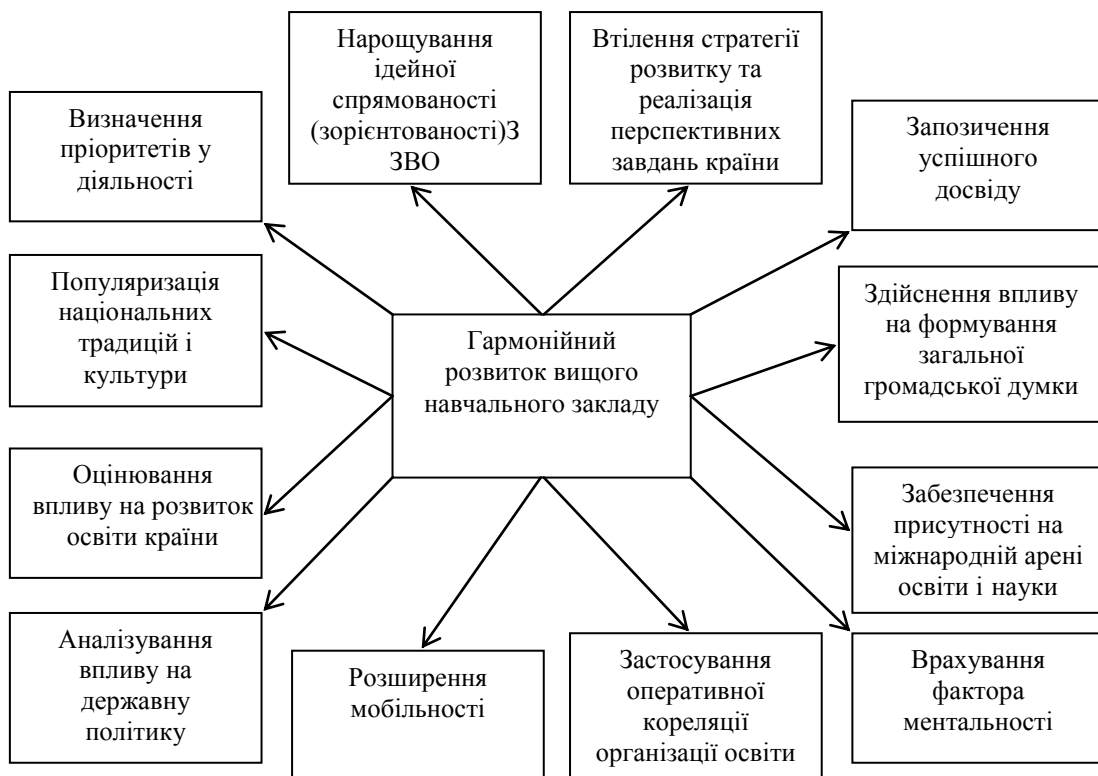 Нарощування
ідейної
спрямованості
(зорієнтованості)З
ЗВО
Втілення стратегії
розвитку та
реалізація
перспективних
завдань країни
Визначення
пріоритетів у
діяльності
Запозичення
успішного
досвіду
Популяризація
національних
традицій і
культури
Гармонійний
розвиток вищого
навчального закладу
Здійснення впливу
на формування
загальної
громадської думки
Оцінювання
впливу на розвиток
освіти країни
Забезпечення
присутності на
міжнародній арені
освіти і науки
Аналізування
впливу на
державну
політику
Розширення
мобільності
Застосування
оперативної
кореляції
організації освіти
Врахування
фактора
ментальності